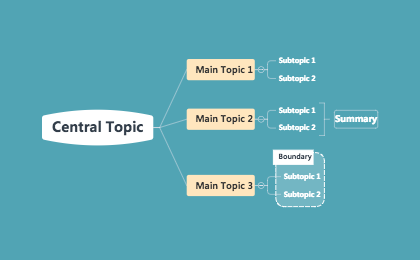 Central Topic
Main Topic 1
Subtopic 1
Subtopic 2
Main Topic 2
Subtopic 1
Subtopic 2
Summary
Main Topic 3
Boundary
Subtopic 1
Subtopic 2